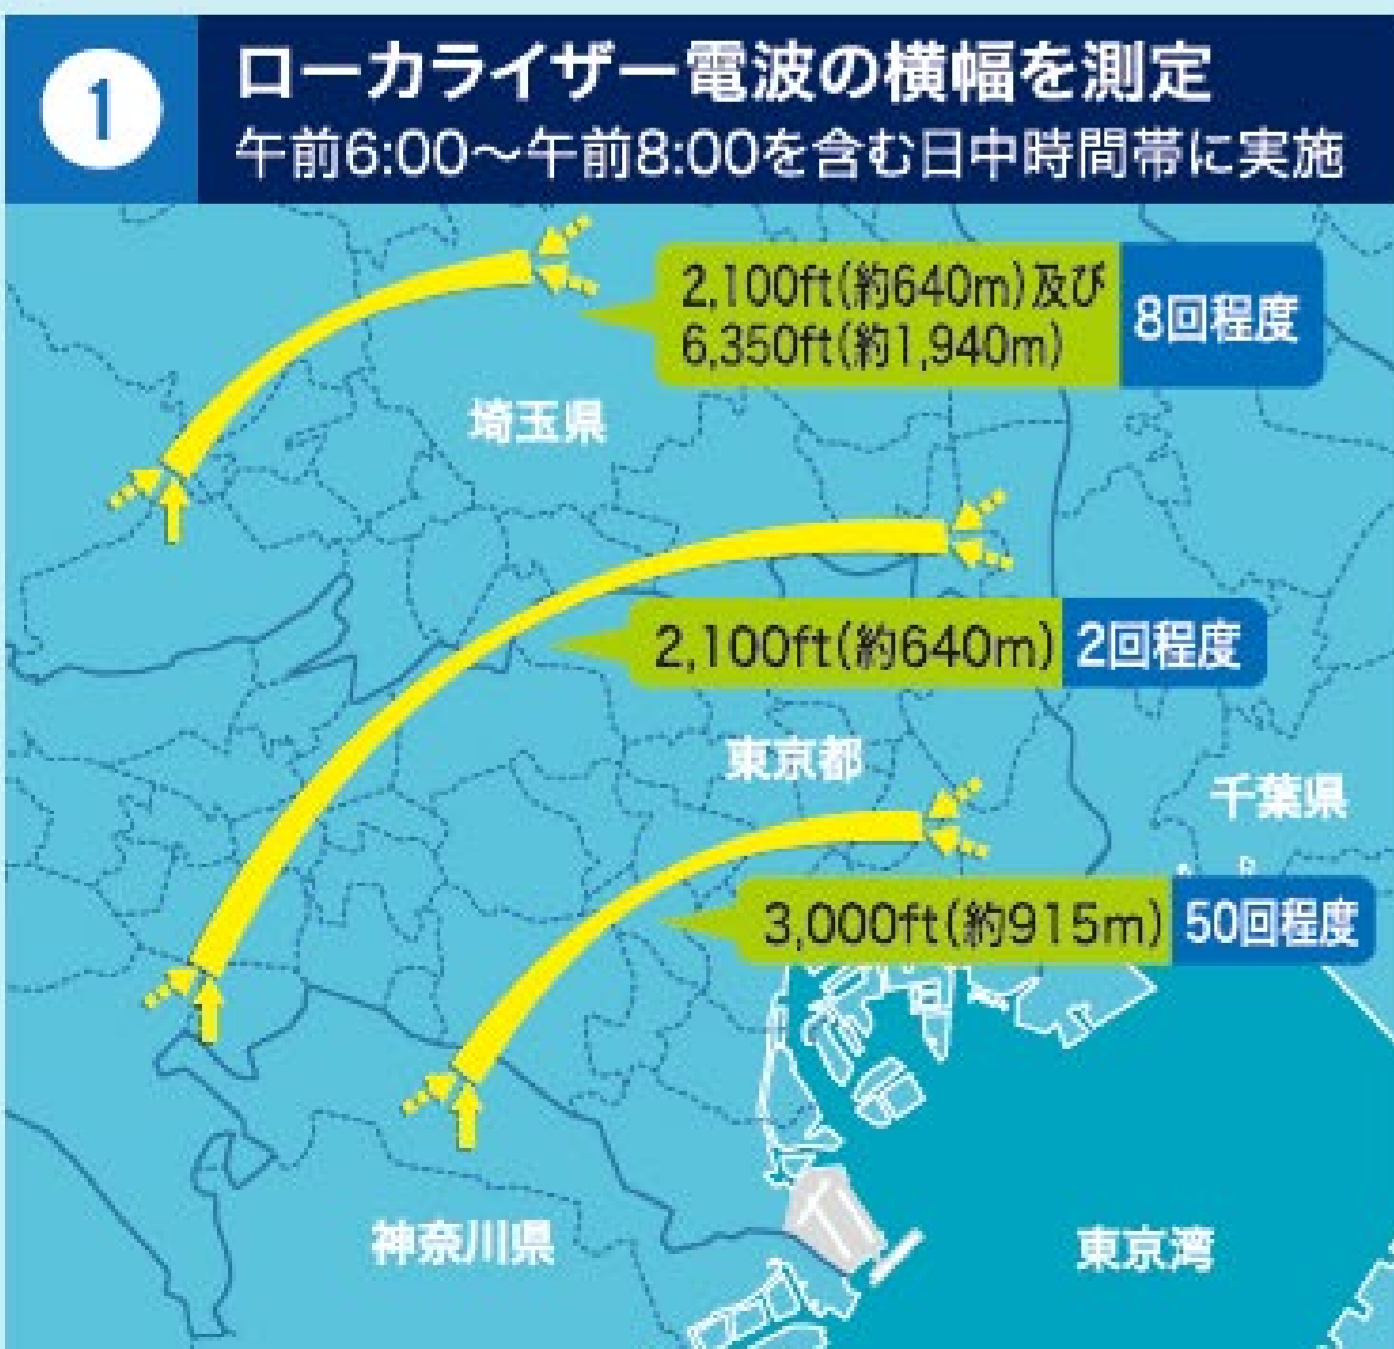 1
ローカライザー電波の横幅を測定
午前6:00～午前8:00を含む日中時間帯に実施
2,100ft(約640m)及び
6,350ft(約1,940m)
8回程度
埼玉県
2,100ft(約640m)
2回程度
東京都
千葉県
3,000ft(約915m)
50回程度
神奈川県
東京湾